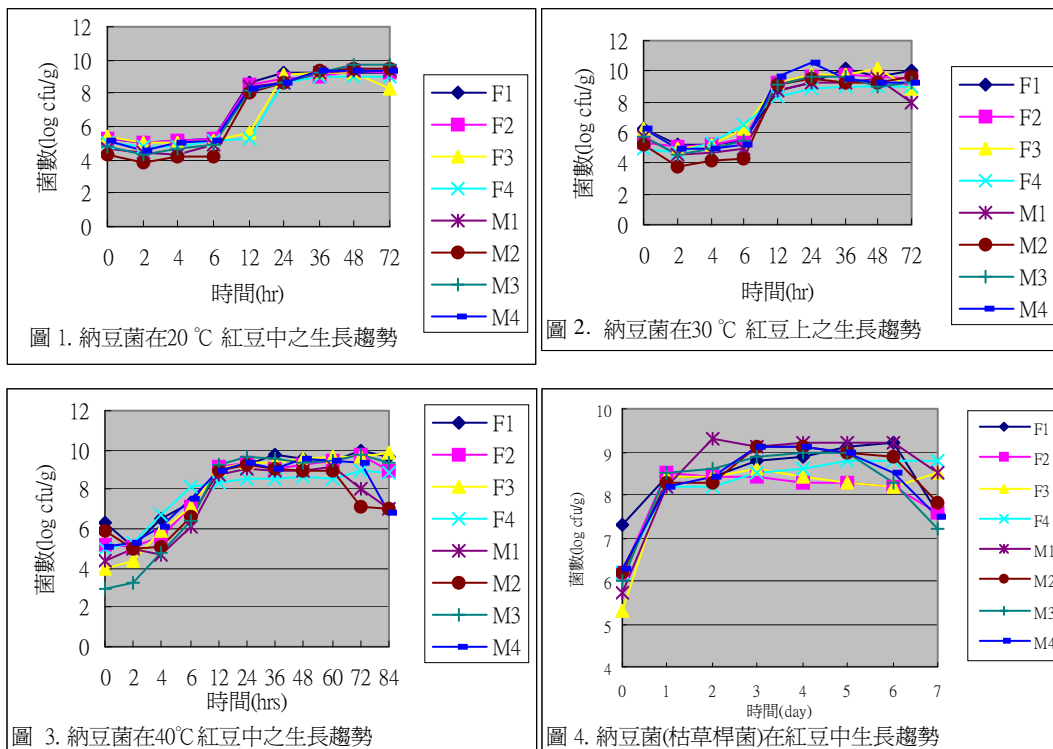 菌數(log cfu/g)
12
10
8
6
4
2
0
0 2 4 6 12 24 36 48 72
時間(hr)
F1
F2
F3
F4
M1
M2
M3
M4
圖 1. 納豆菌在20 ℃ 紅豆中之生長趨勢
菌數(log cfu/g)
12
10
8
6
4
2
0
0 2 4 6 12 24 36 48 72
時間(hr)
F1
F2
F3
F4
M1
M2
M3
M4
圖 2. 納豆菌在30 ℃ 紅豆上之生長趨勢
菌數(log cfu/g)
12
10
8
6
4
2
0
0 2 4 6 12 24 36 48 60 72 84
時間(hrs)
F1
F2
F3
F4
M1
M2
M3
M4
圖 3. 納豆菌在40℃ 紅豆中之生長趨勢
菌數(log cfu/g)
10
9
8
7
6
5
4
0 1 2 3 4 5 6 7
時間(day)
F1
F2
F3
F4
M1
M2
M3
M4
圖 4. 納豆菌(枯草桿菌)在紅豆中生長趨勢